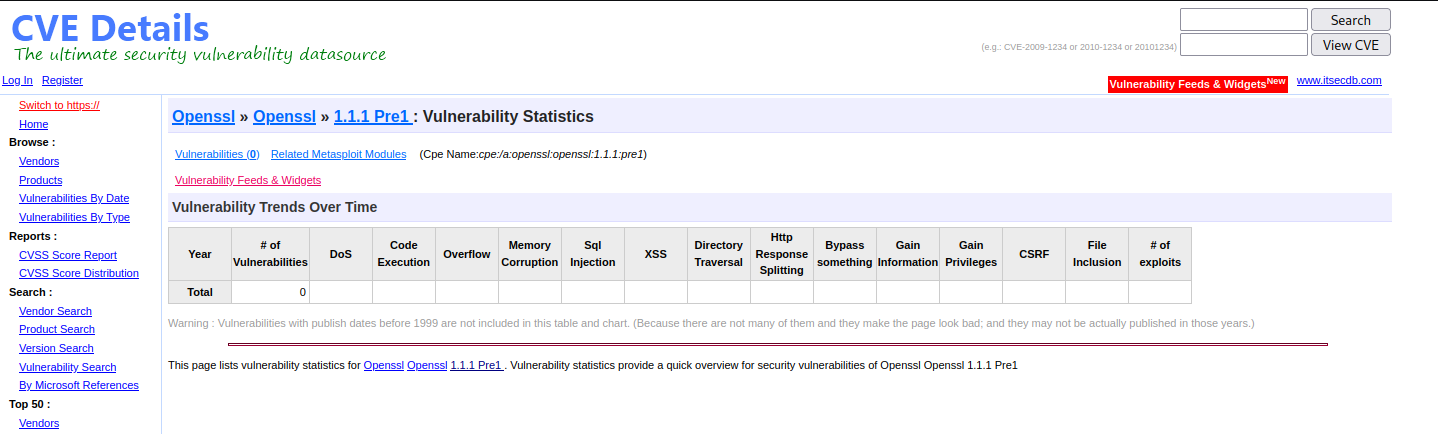 CVE Details
The ultimate security vulnerability datasource
Search
(e.g.: CVE-2009-1234 or 2010-1234 or 20101234)
View CVE
Log In Register
Vulnerability Feeds & WidgetsNew www.itsecdb.com
Switch to https://
Home
Browse :
Vendors
Products
Vulnerabilities By Date
Vulnerabilities By Type
Reports :
CVSS Score Report
CVSS Score Distribution
Search :
Vendor Search
Product Search
Version Search
Vulnerability Search
By Microsoft References
Top 50 :
Vendors
Openssl » Openssl » 1.1.1 Pre1 : Vulnerability Statistics
Vulnerabilities (0) Related Metasploit Modules (Cpe Name:cpe:/a:openssl:openssl:1.1.1:pre1)
Vulnerability Feeds & Widgets
Vulnerability Trends Over Time
Year
# of
Vulnerabilities
DoS
Code
Execution
Overflow
Memory
Corruption
Sql
Injection
XSS
Directory
Traversal
Http
Response
Splitting
Bypass
something
Gain
Information
Gain
Privileges
CSRF
File
Inclusion
# of
exploits
Total 0
Warning : Vulnerabilities with publish dates before 1999 are not included in this table and chart. (Because there are not many of them and they make the page look bad; and they may not be actually published in those years.)
This page lists vulnerability statistics for Openssl Openssl 1.1.1 Pre1 . Vulnerability statistics provide a quick overview for security vulnerabilities of Openssl Openssl 1.1.1 Pre1